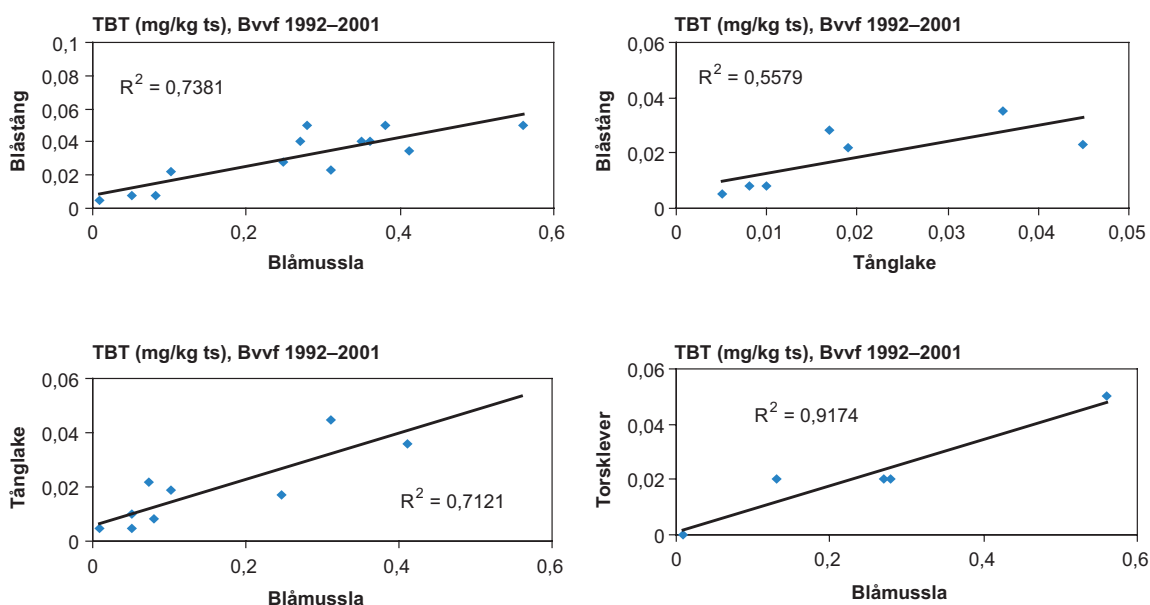 TBT (mg/kg ts), Bvvf 1992–2001
Blåstång
0,1
0,08
0,06
0,04
0,02
0
R² = 0,7381
0 0,2 0,4 0,6
Blåmussla
TBT (mg/kg ts), Bvvf 1992–2001
Blåstång
0,06
0,04
0,02
0
R² = 0,5579
0 0,01 0,02 0,03 0,04 0,05
Tånglake
TBT (mg/kg ts), Bvvf 1992–2001
Tånglake
0,06
0,04
0,02
0
R² = 0,7121
0 0,2 0,4 0,6
Blåmussla
TBT (mg/kg ts), Bvvf 1992–2001
Torsklever
0,06
0,04
0,02
0
R² = 0,9174
0 0,2 0,4 0,6
Blåmussla